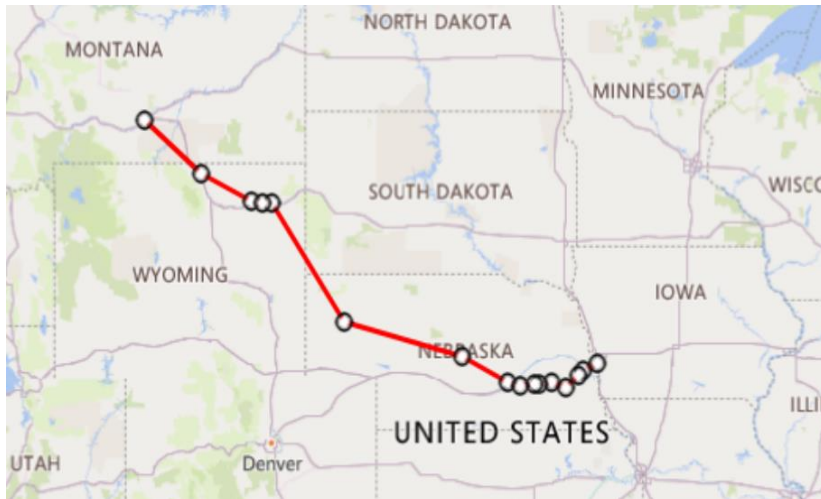 NORTH DAKOTA
MONTANA
MINNESOTA
SOUTH DAKOTA
WISCO
WYOMING
IOWA
NEBRASKA
ILLI
UNITED STATES
UTAH
Denver